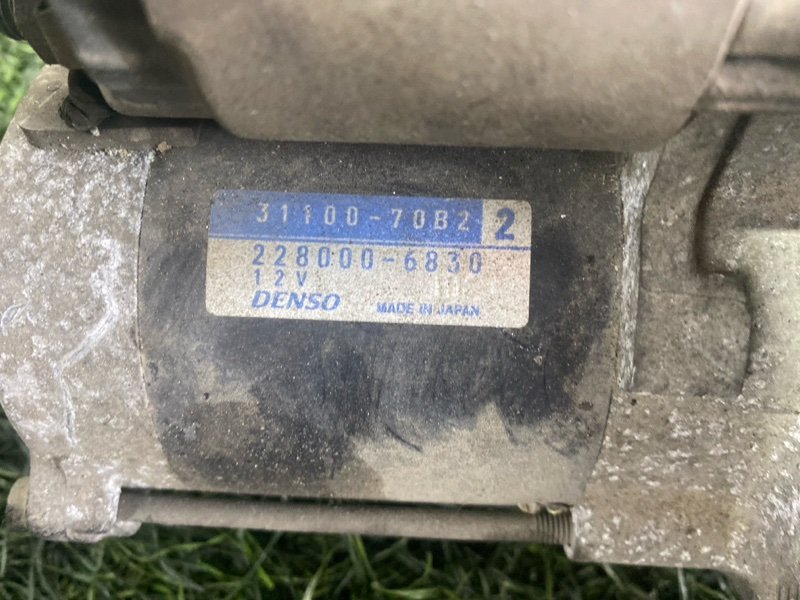 31100-70B2 2
228000-6830
12V
DENSO MADE IN JAPAN